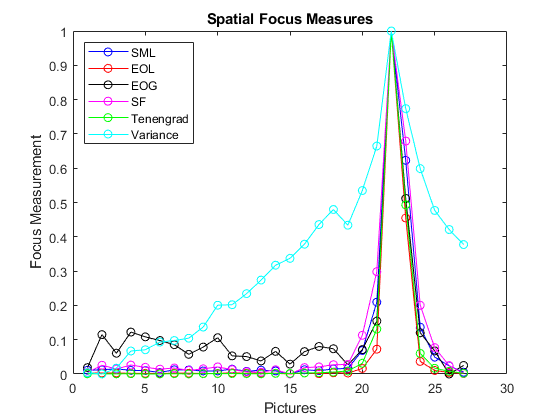 Spatial Focus Measures
1
0.9
0.8
0.7
0.6
0.5
0.4
0.3
0.2
0.1
0
Focus Measurement
SML
EOL
EOG
SF
Tenengrad
Variance
0 5 10 15 20 25 30
Pictures